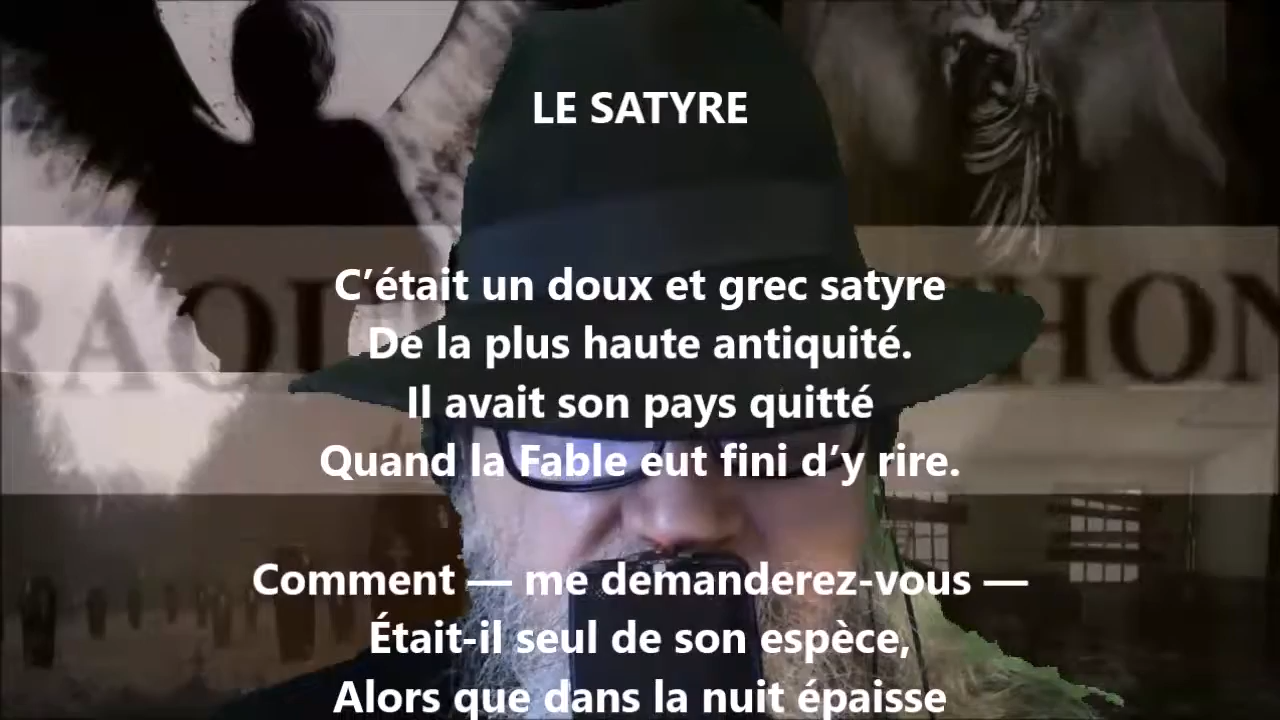 LE SATYRE
C’était un doux et grec satyre
De la plus haute antiquité.
Il avait son pays quitté
Quand la Fable eut fini d’y rire.
Comment — me demanderez-vous —
Était-il seul de son espèce,
Alors que dans la nuit épaisse